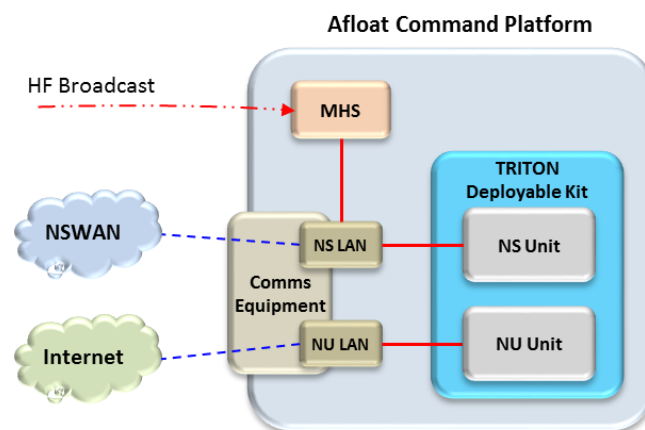 Afloat Command Platform
HF Broadcast
MHS
TRITON
Deployable Kit
NSWAN
NS LAN
NS Unit
Comms
Equipment
Internet
NU LAN
NU Unit